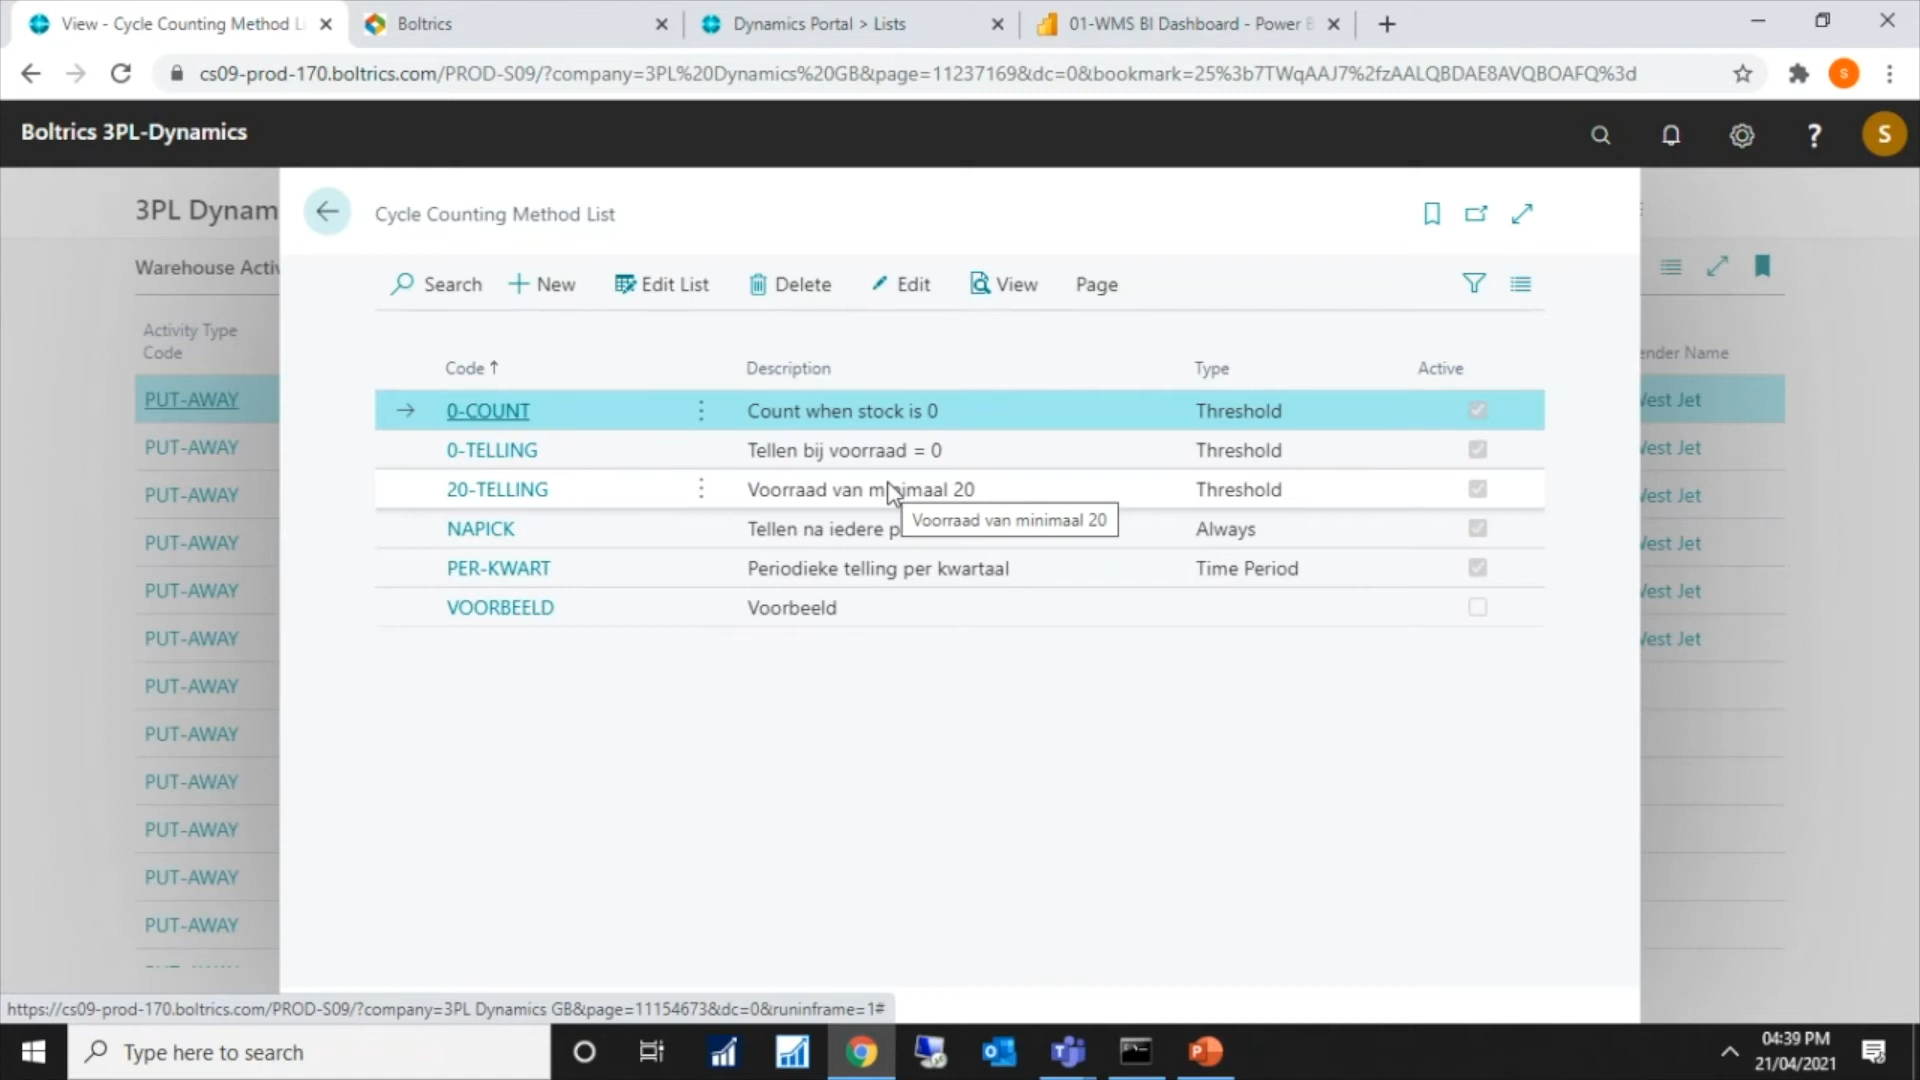 View - Cycle Counting Method Li
Boltrics
Dynamics Portal > Lists
01-WMS BI Dashboard - Power B
cs09-prod-170.boltrics.com/PROD-S09/?company=3PL%20Dynamics%20GB&page=11237169&dc=0&bookmark=25%3b7TWqAAJ7%2fzAALQBDAE8AVQBOAFQ%3d
S
Boltrics 3PL-Dynamics
?
S
3PL Dynam
Cycle Counting Method List
Warehouse Activ
Search
New
Edit List
Delete
Edit
View
Page
Activity Type
Code
ender Name
Code ↑
Description
Type
Active
PUT-AWAY
West Jet
0-COUNT
Count when stock is 0
Threshold
PUT-AWAY
West Jet
0-TELLING
Tellen bij voorraad = 0
Threshold
PUT-AWAY
West Jet
20-TELLING
Voorraad van minimaal 20
Threshold
Voorraad van minimaal 20
PUT-AWAY
West Jet
NAPICK
Tellen na iedere p
Always
PUT-AWAY
West Jet
PER-KWART
Periodieke telling per kwartaal
Time Period
VOORBEELD
Voorbeeld
PUT-AWAY
West Jet
PUT-AWAY
PUT-AWAY
PUT-AWAY
PUT-AWAY
PUT-AWAY
PUT-AWAY
https://cs09-prod-170.boltrics.com/PROD-S09/?company=3PL Dynamics GB&page=11154673&dc=0&runinframe=1#
Type here to search
04:39 PM
21/04/2021